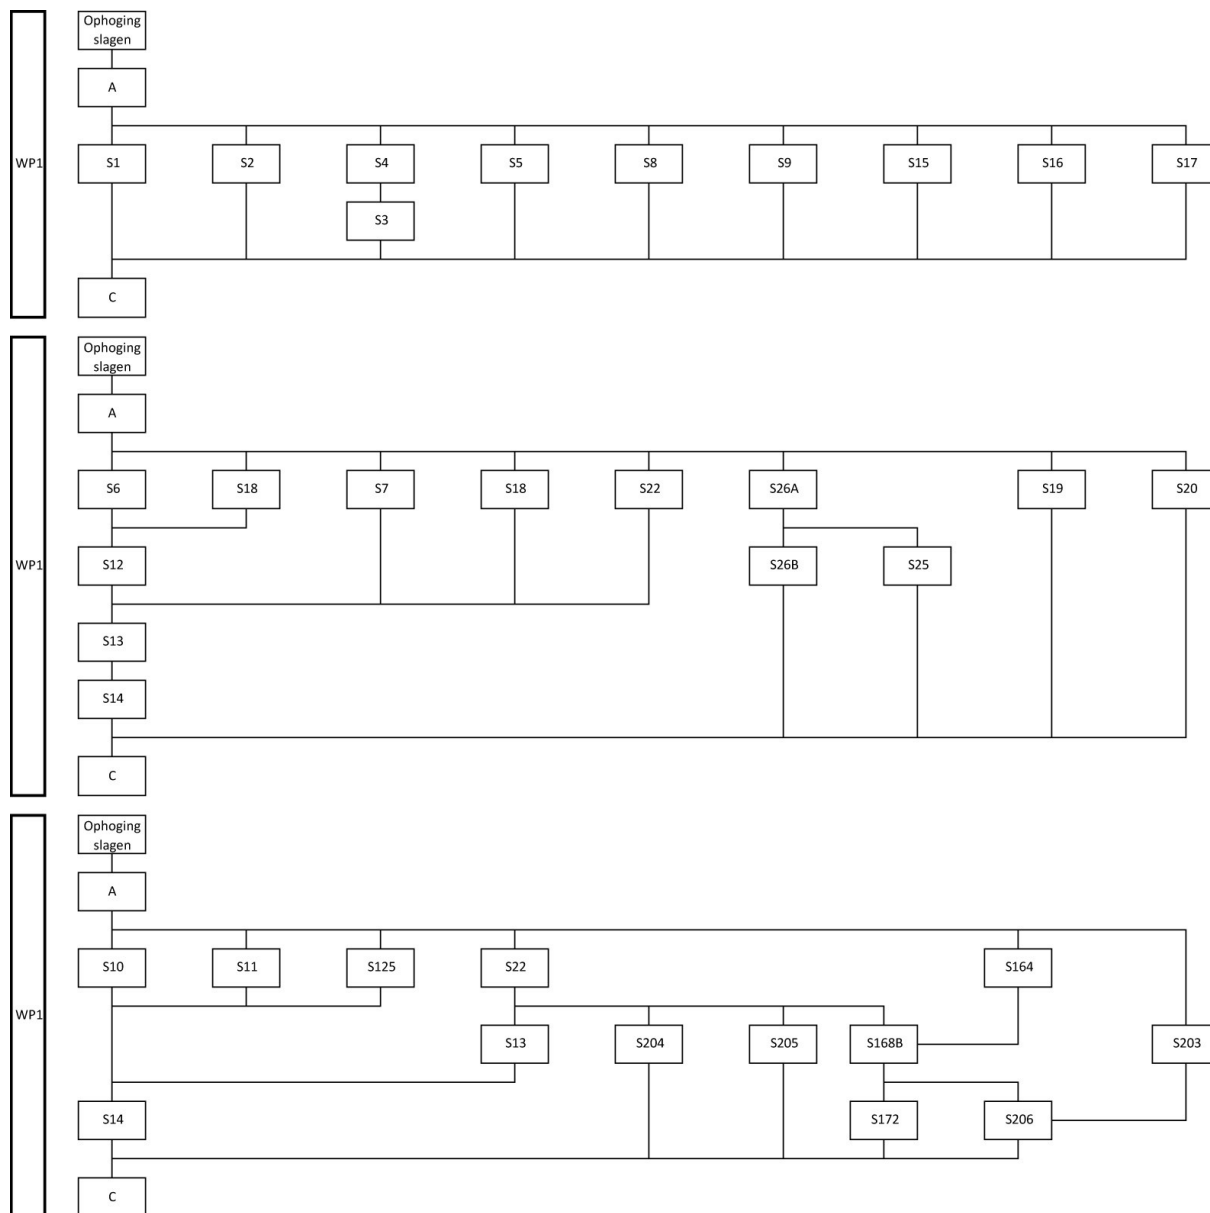 Ophoging
slagen
A
WP1
S1
S2
S4
S5
S8
S9
S15
S16
S17
S3
C
Ophoging
slagen
A
S6
S18
S7
S18
S22
S26A
S19
S20
WP1
S12
S26B
S25
S13
S14
C
Ophoging
slagen
A
S10
S11
S125
S22
S164
WP1
S13
S204
S205
S168B
S203
S14
S172
S206
C